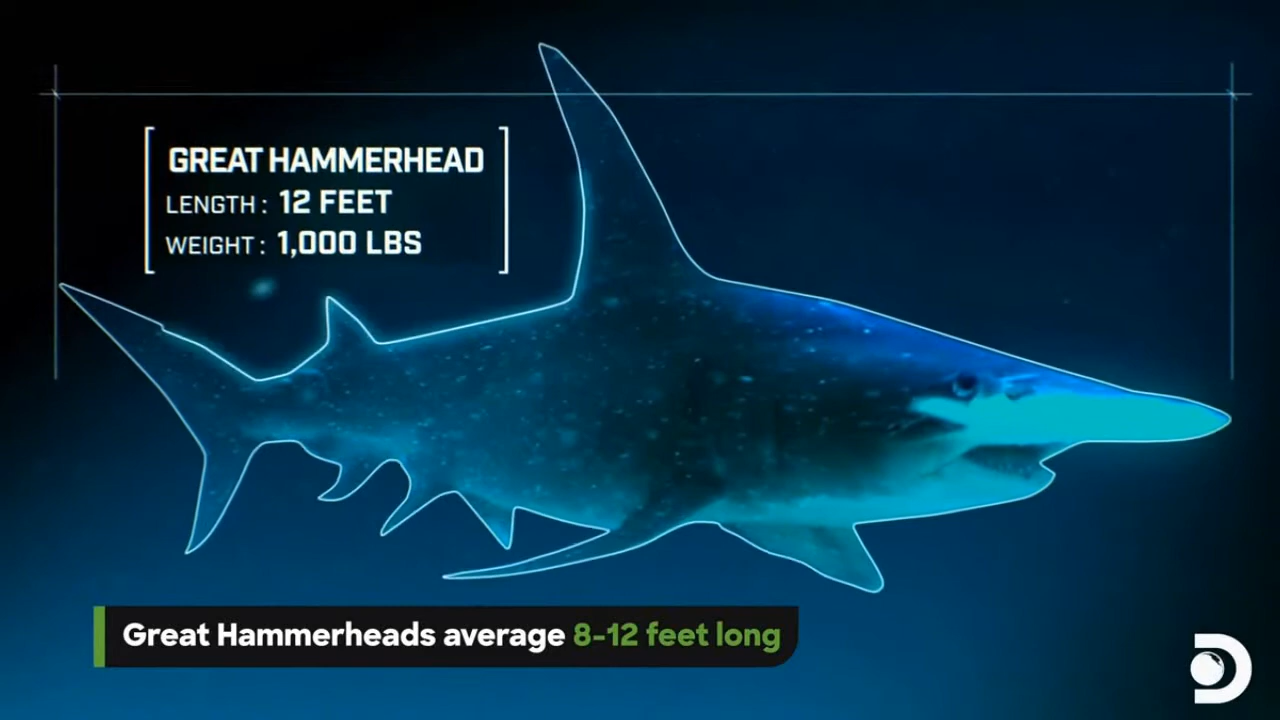 GREAT HAMMERHEAD
LENGTH : 12 FEET
WEIGHT : 1,000 LBS
Great Hammerheads average 8-12 feet long